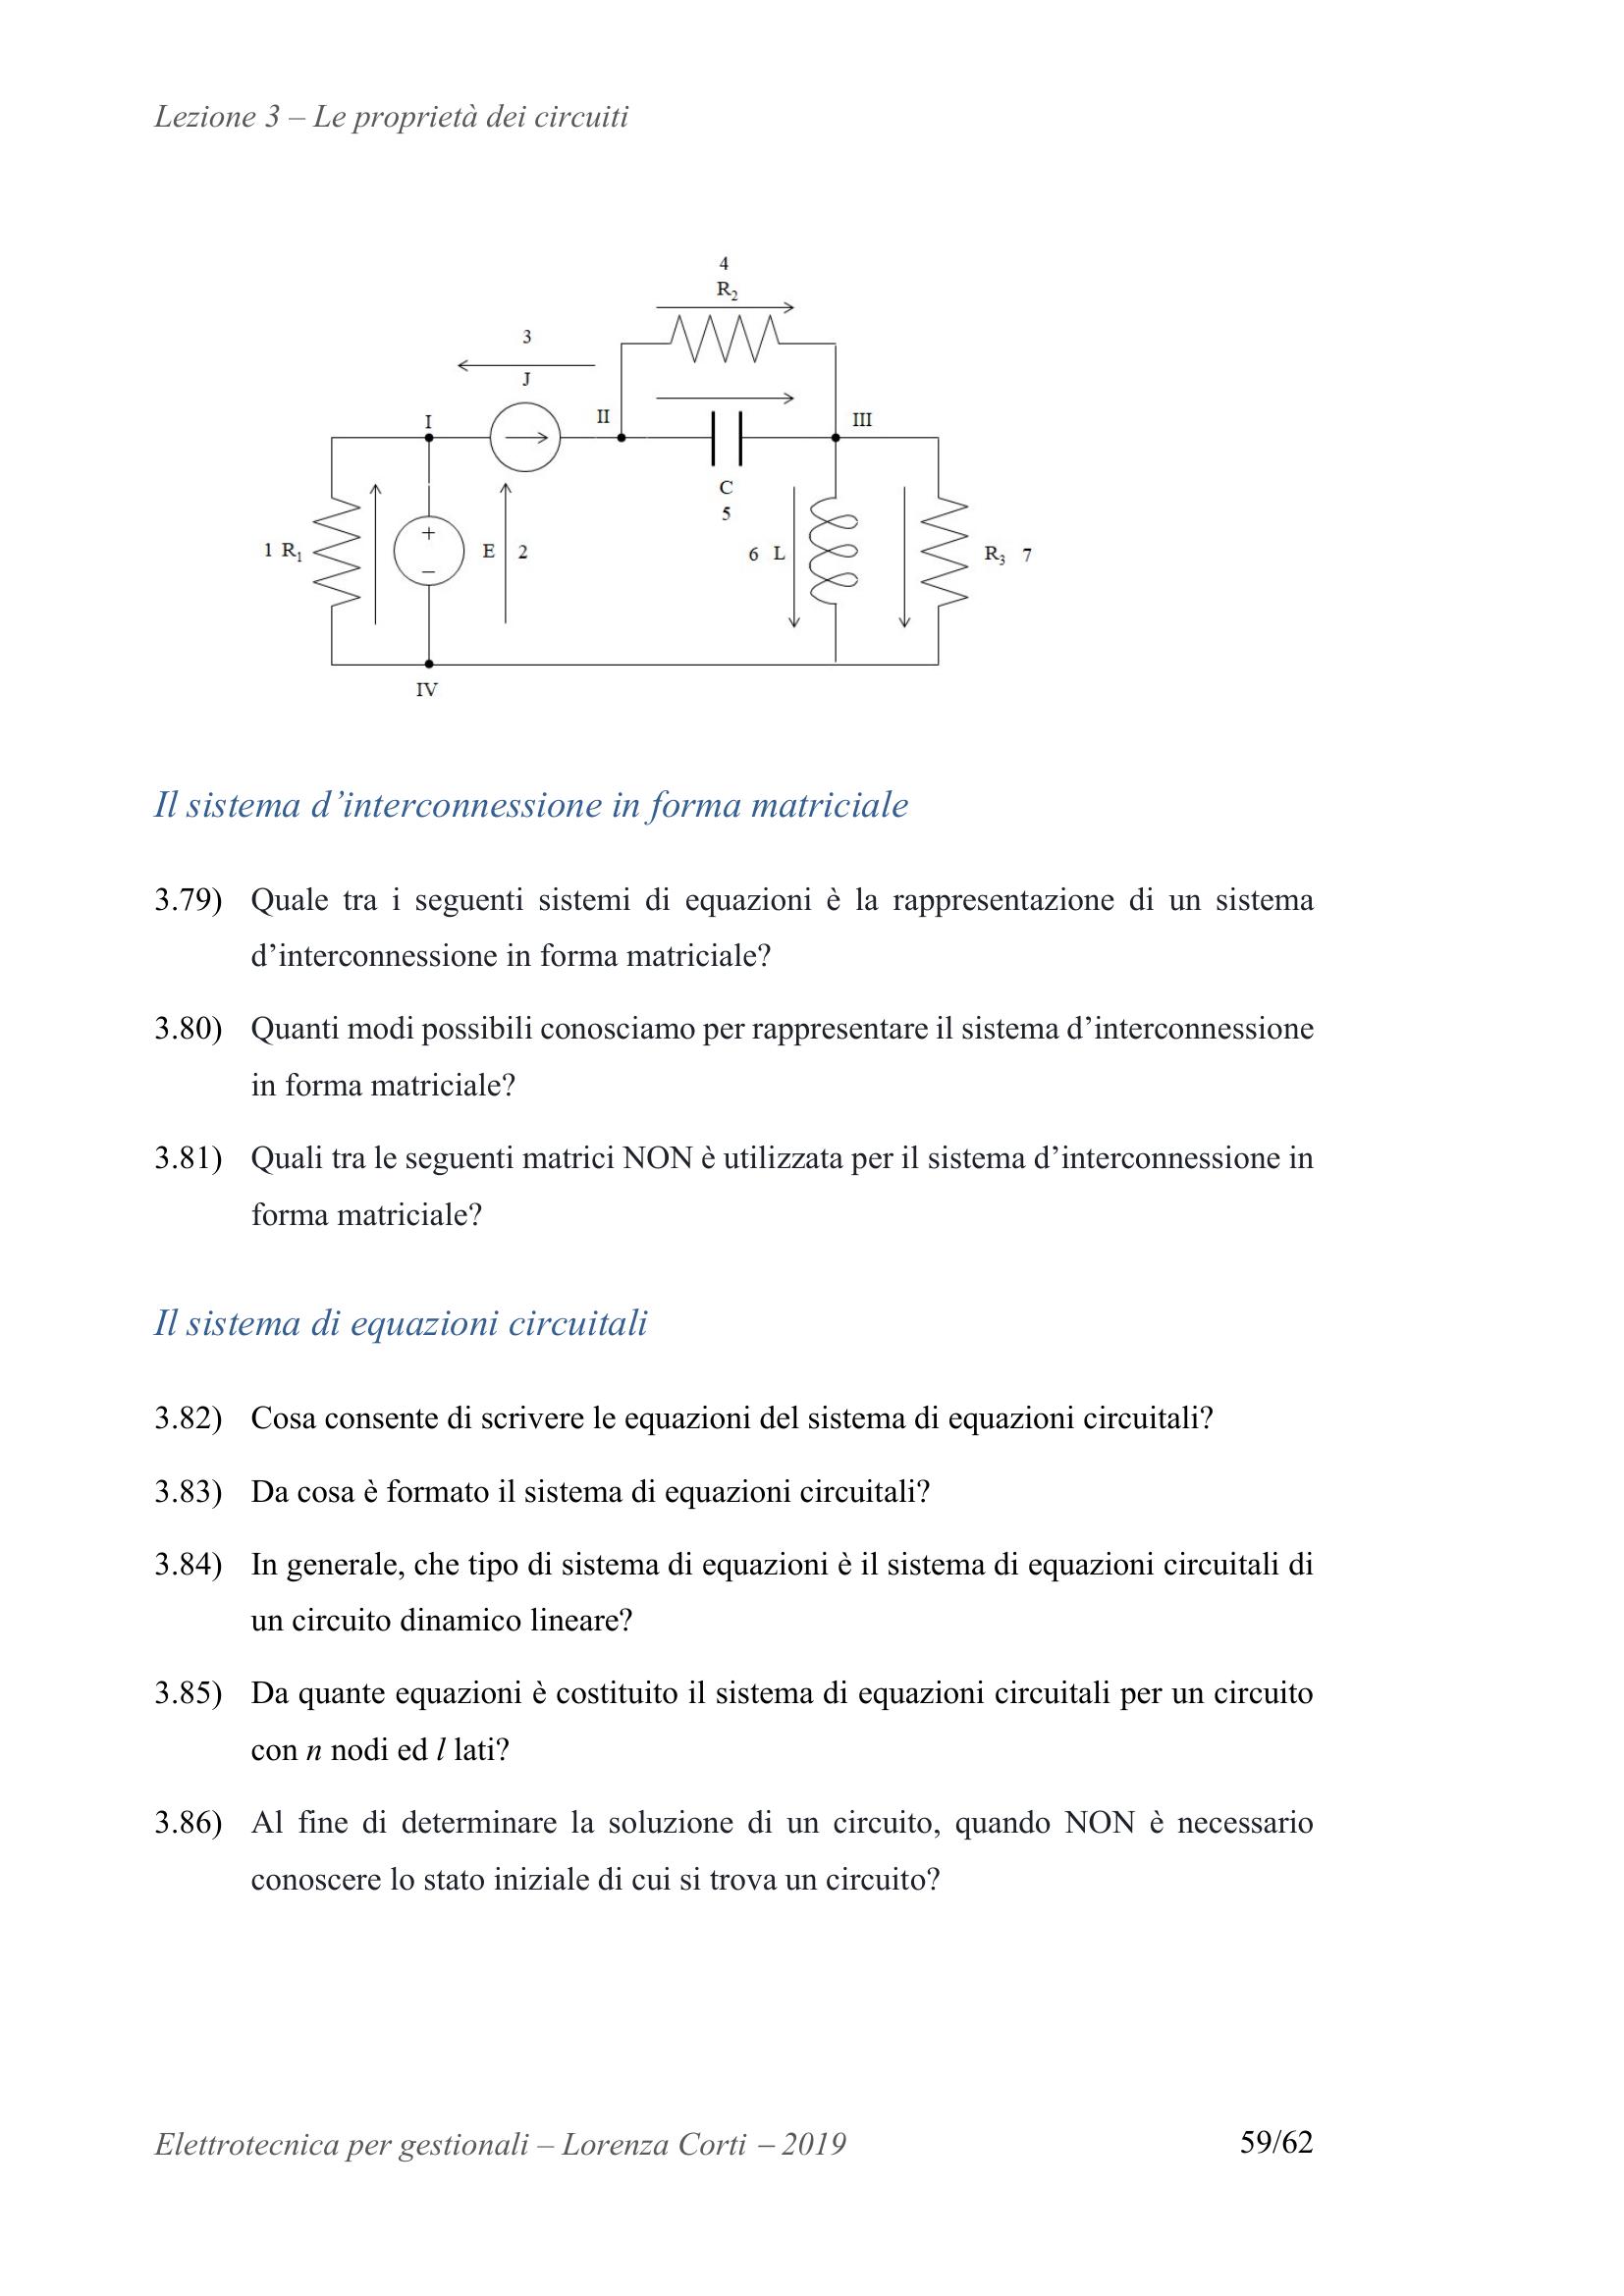 Lezione 3 – Le proprietà dei circuiti
4
R2
3
J
I
II
III
C
5
1 R1
+
–
E 2
6 L
R3 7
IV
Il sistema d’interconnessione in forma matriciale
3.79) Quale tra i seguenti sistemi di equazioni è la rappresentazione di un sistema
d’interconnessione in forma matriciale?
3.80) Quanti modi possibili conosciamo per rappresentare il sistema d’interconnessione
in forma matriciale?
3.81) Quali tra le seguenti matrici NON è utilizzata per il sistema d’interconnessione in
forma matriciale?
Il sistema di equazioni circuitali
3.82) Cosa consente di scrivere le equazioni del sistema di equazioni circuitali?
3.83) Da cosa è formato il sistema di equazioni circuitali?
3.84) In generale, che tipo di sistema di equazioni è il sistema di equazioni circuitali di
un circuito dinamico lineare?
3.85) Da quante equazioni è costituito il sistema di equazioni circuitali per un circuito
con n nodi ed l lati?
3.86) Al fine di determinare la soluzione di un circuito, quando NON è necessario
conoscere lo stato iniziale di cui si trova un circuito?
Elettrotecnica per gestionali – Lorenza Corti – 2019 59/62